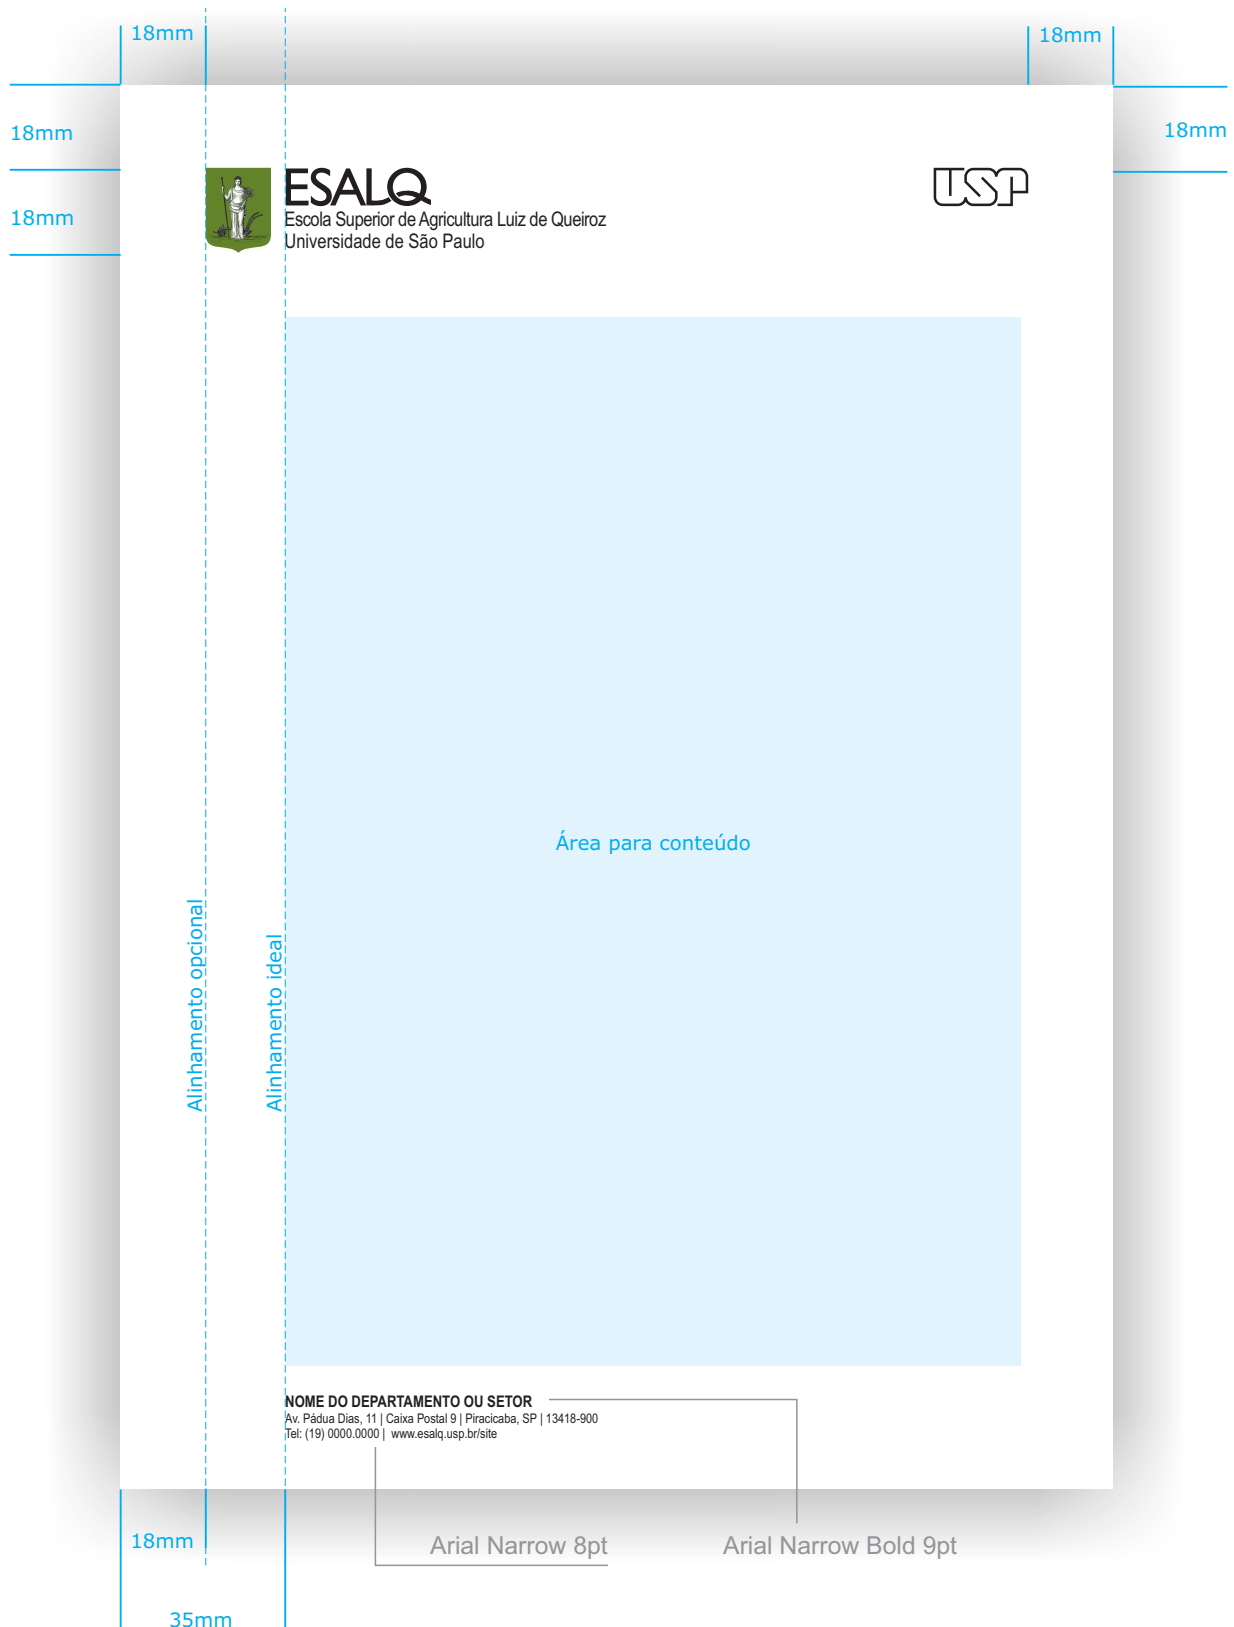 18mm
18mm
18mm
18mm
18mm
ESALQ
Escola Superior de Agricultura Luiz de Queiroz
Universidade de São Paulo
USP
Área para conteúdo
Alinhamento opcional
Alinhamento ideal
NOME DO DEPARTAMENTO OU SETOR
Av. Pádua Dias, 11 | Caixa Postal 9 | Piracicaba, SP | 13418-900
Tel: (19) 0000.0000 | www.esalq.usp.br/site
18mm
Arial Narrow 8pt
Arial Narrow Bold 9pt
35mm